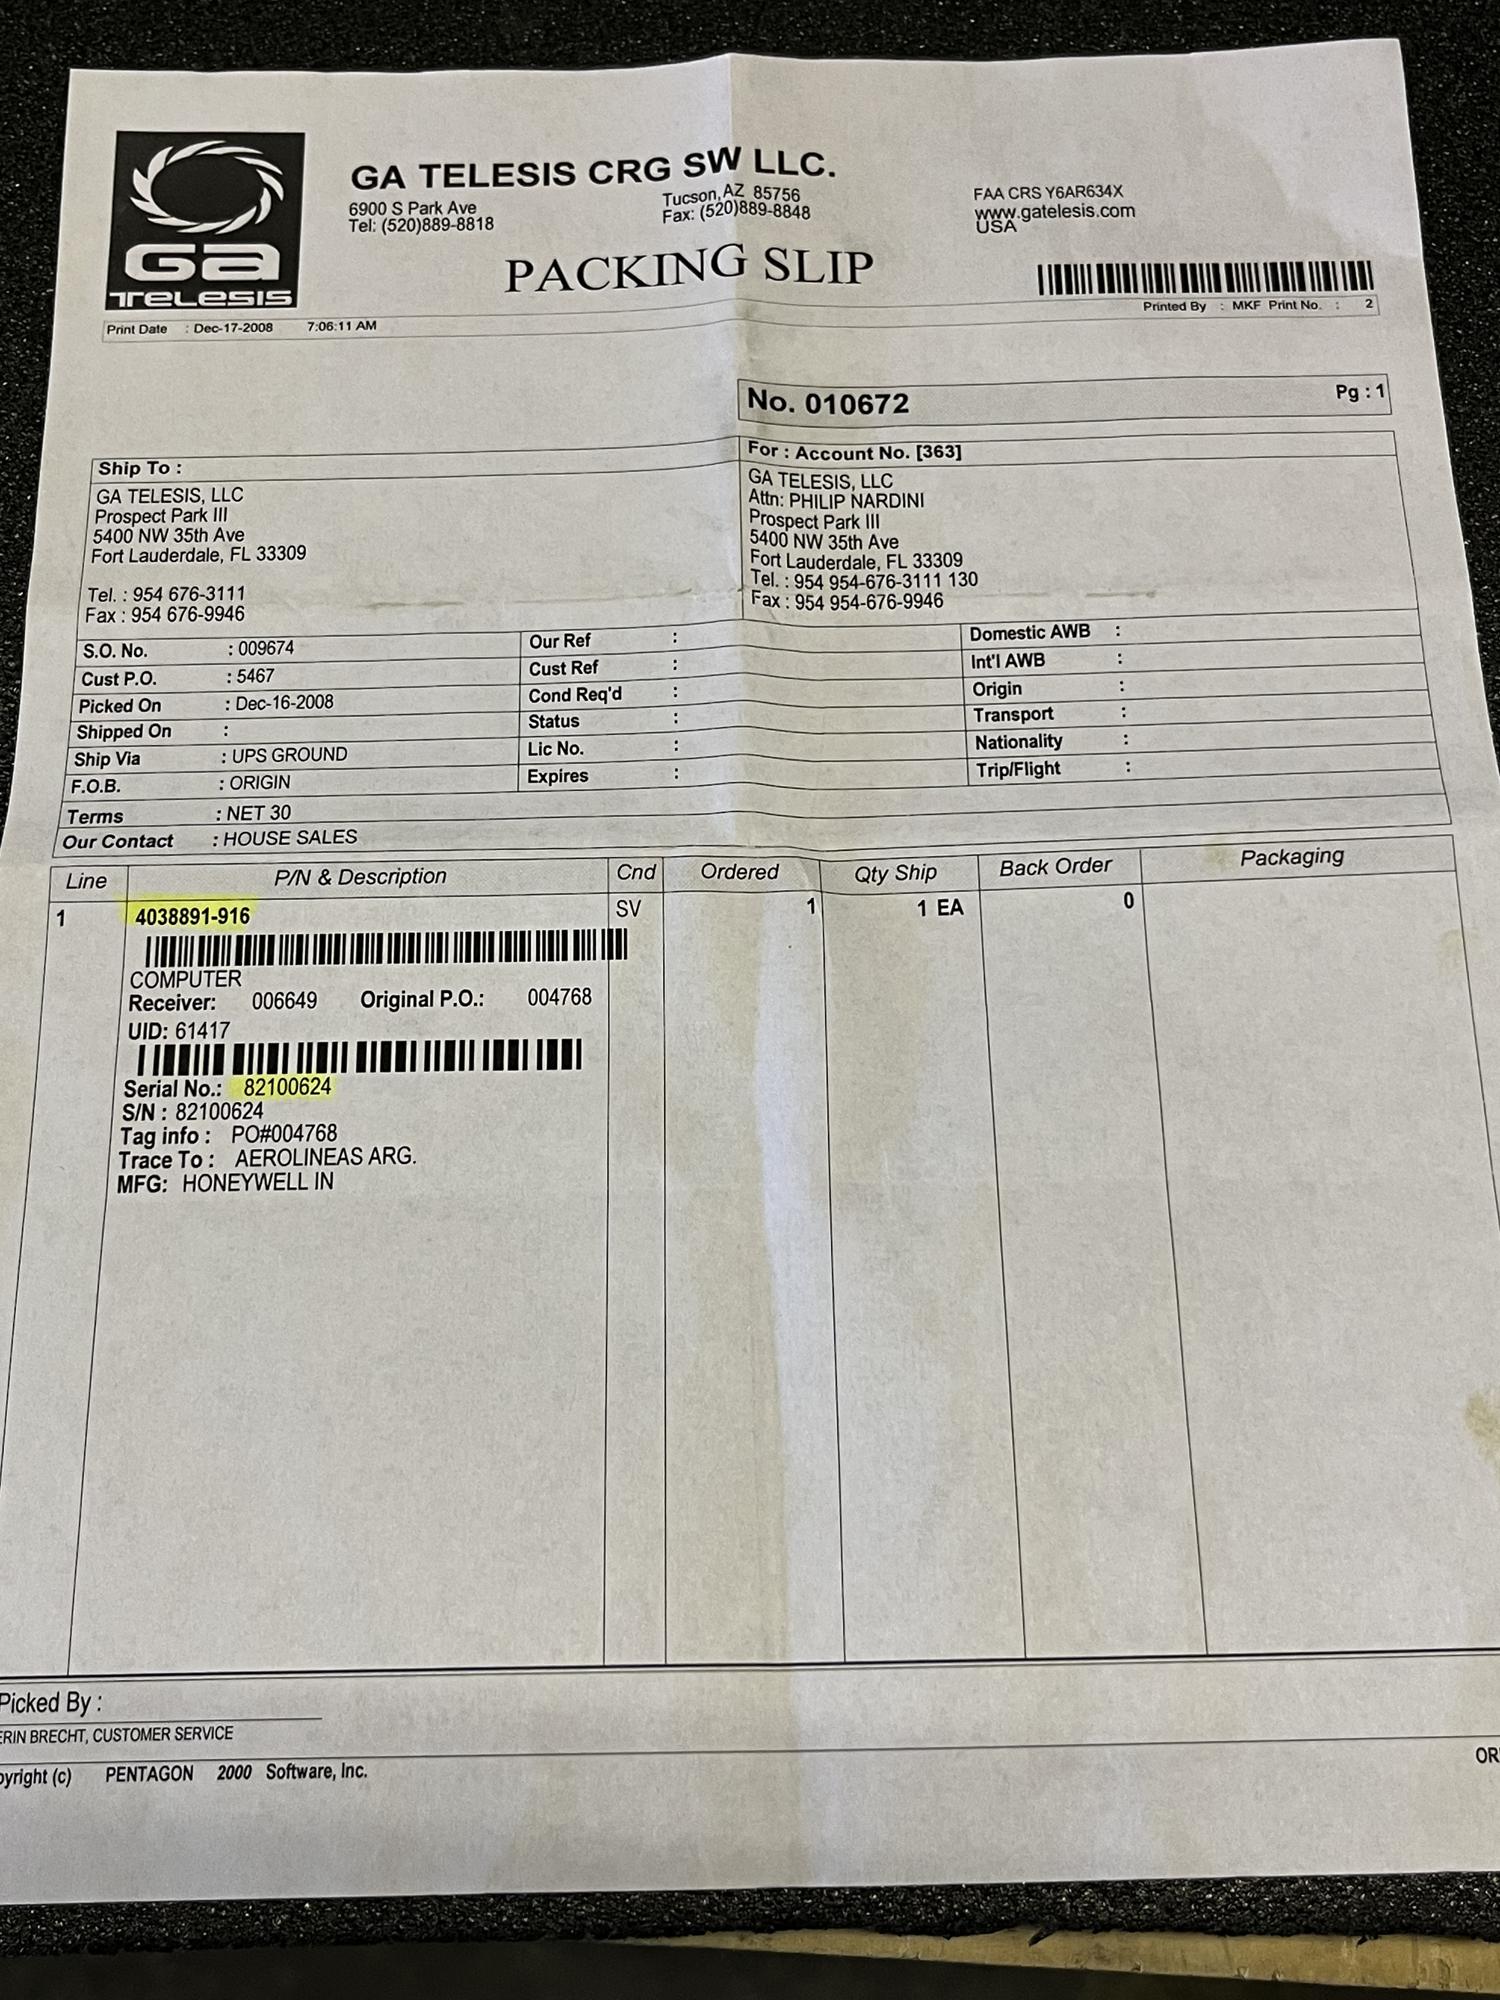 GA TELESIS
GA TELESIS CRG SW LLC.
6900 S Park Ave Tucson, AZ 85756 FAA CRS Y6AR634X
Tel: (520)889-8818 Fax: (520)889-8848 www.gatelesis.com
USA
PACKING SLIP
Printed By : MKF Print No. : 2
Print Date : Dec-17-2008 7:06:11 AM
No. 010672 Pg : 1
Ship To :
GA TELESIS, LLC
Prospect Park III
5400 NW 35th Ave
Fort Lauderdale, FL 33309
Tel. : 954 676-3111
Fax : 954 676-9946
For : Account No. [363]
GA TELESIS, LLC
Attn: PHILIP NARDINI
Prospect Park III
5400 NW 35th Ave
Fort Lauderdale, FL 33309
Tel. : 954 954-676-3111 130
Fax : 954 954-676-9946
S.O. No. : 009674 Our Ref : Domestic AWB :
Cust P.O. : 5467 Cust Ref : Int'l AWB :
Picked On : Dec-16-2008 Cond Req'd : Origin :
Shipped On : Status : Transport :
Ship Via : UPS GROUND Lic No. : Nationality :
F.O.B. : ORIGIN Expires : Trip/Flight :
Terms : NET 30
Our Contact : HOUSE SALES
Line P/N & Description Cnd Ordered Qty Ship Back Order Packaging
1 4038891-916 SV 1 1 EA 0
COMPUTER
Receiver: 006649 Original P.O.: 004768
UID: 61417
Serial No.: 82100624
S/N : 82100624
Tag info : PO#004768
Trace To : AEROLINEAS ARG.
MFG: HONEYWELL IN
Picked By :
ERIN BRECHT, CUSTOMER SERVICE
pyright (c) PENTAGON 2000 Software, Inc.